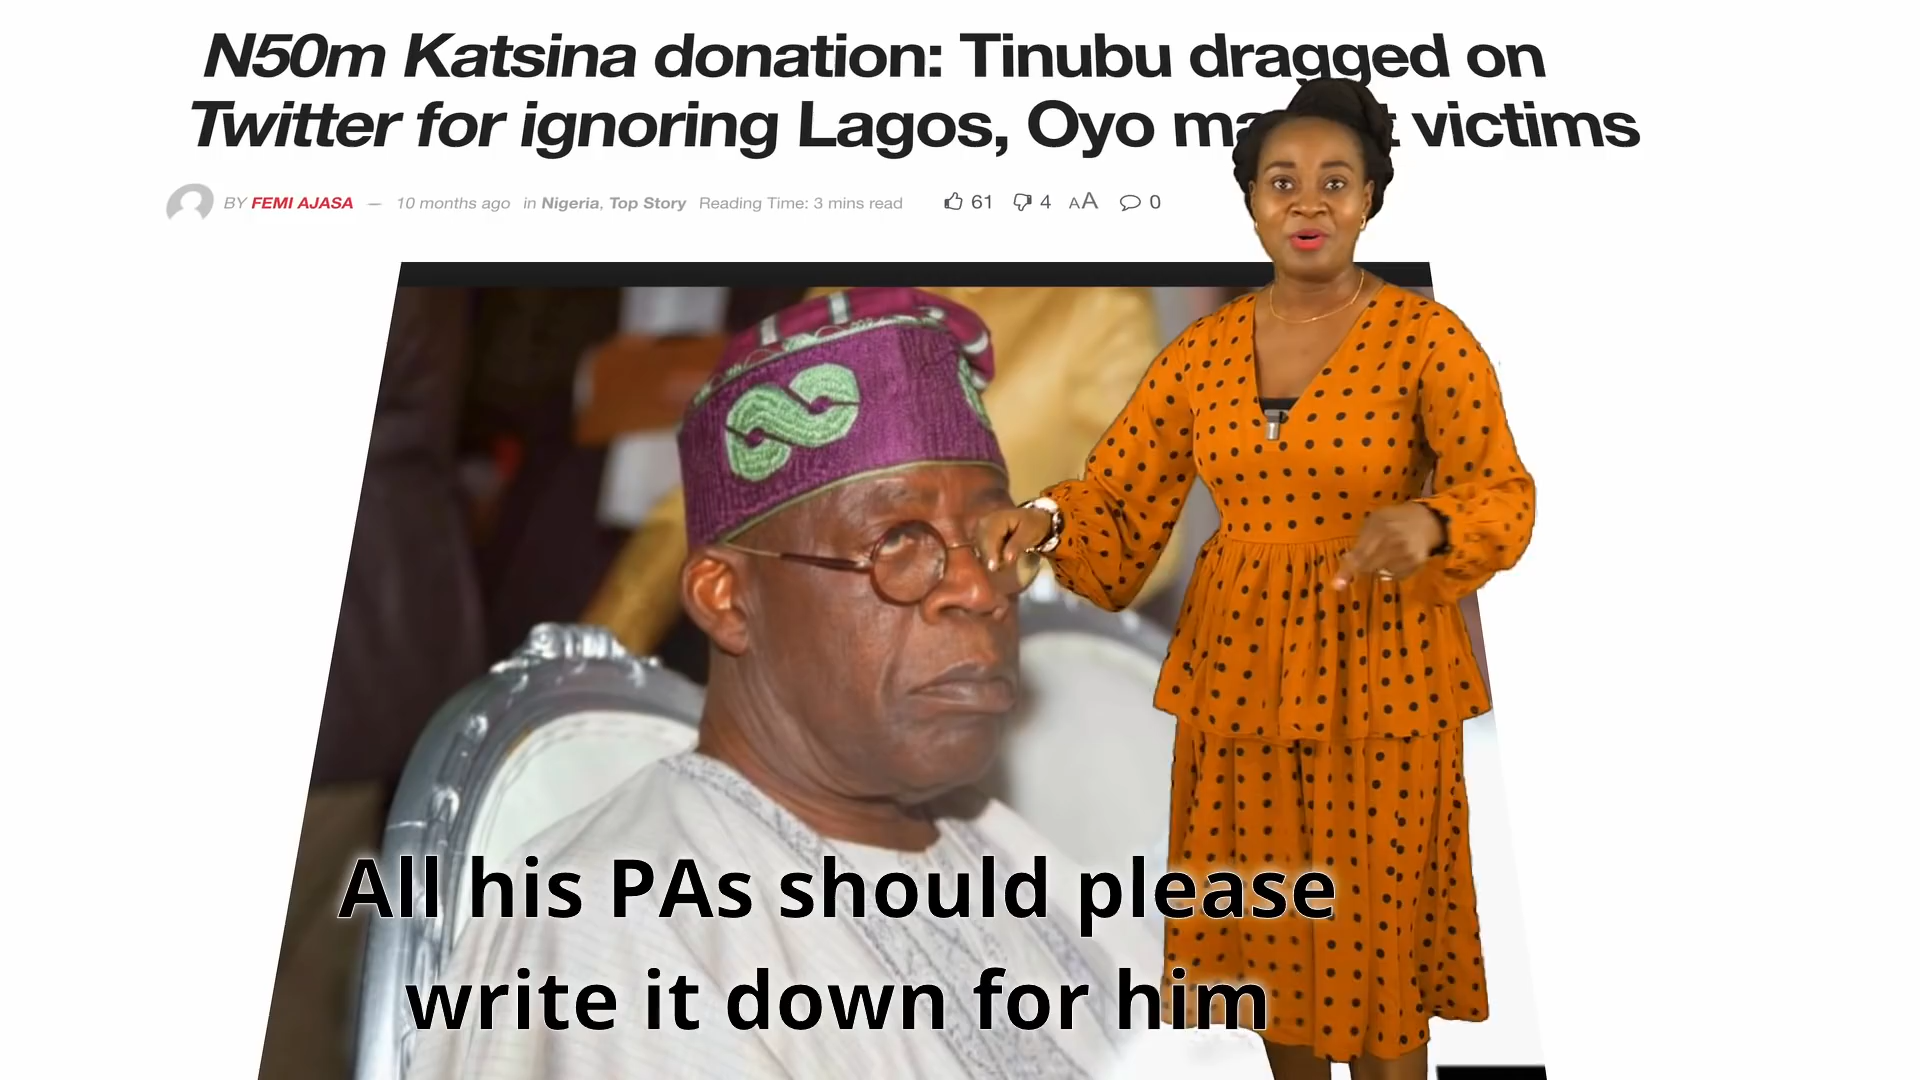 N50m Katsina donation: Tinubu dragged on
Twitter for ignoring Lagos, Oyo victims
BY FEMI AJASA — 10 months ago in Nigeria, Top Story Reading Time: 3 mins read 61 4 AA 0
All his PAs should please
write it down for him